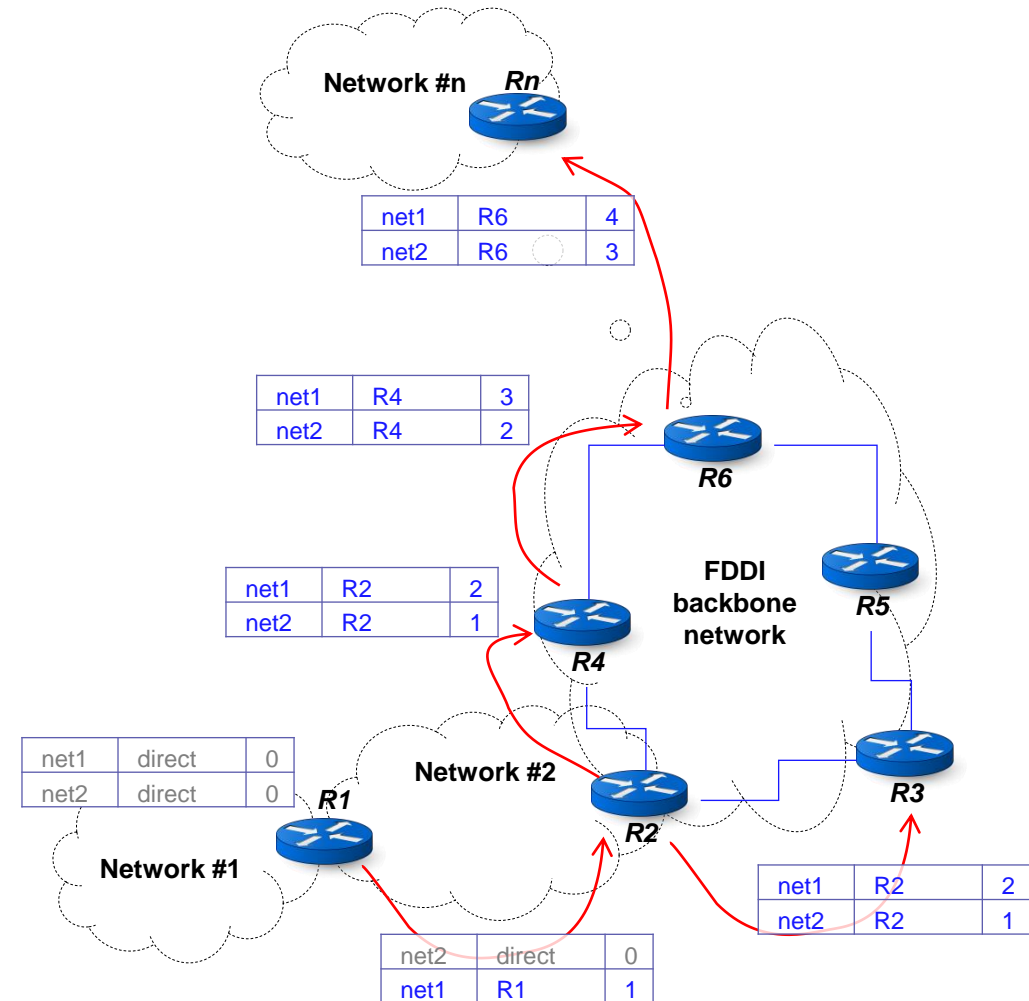 Network #n Rn
net1 R6 4
net2 R6 3
net1 R4 3
net2 R4 2
R6
FDDI
backbone
network
R5
net1 R2 2
net2 R2 1
R4
net1 direct 0
net2 direct 0
Network #2
R1
R2
R3
Network #1
net1 R2 2
net2 R2 1
net2 direct 0
net1 R1 1